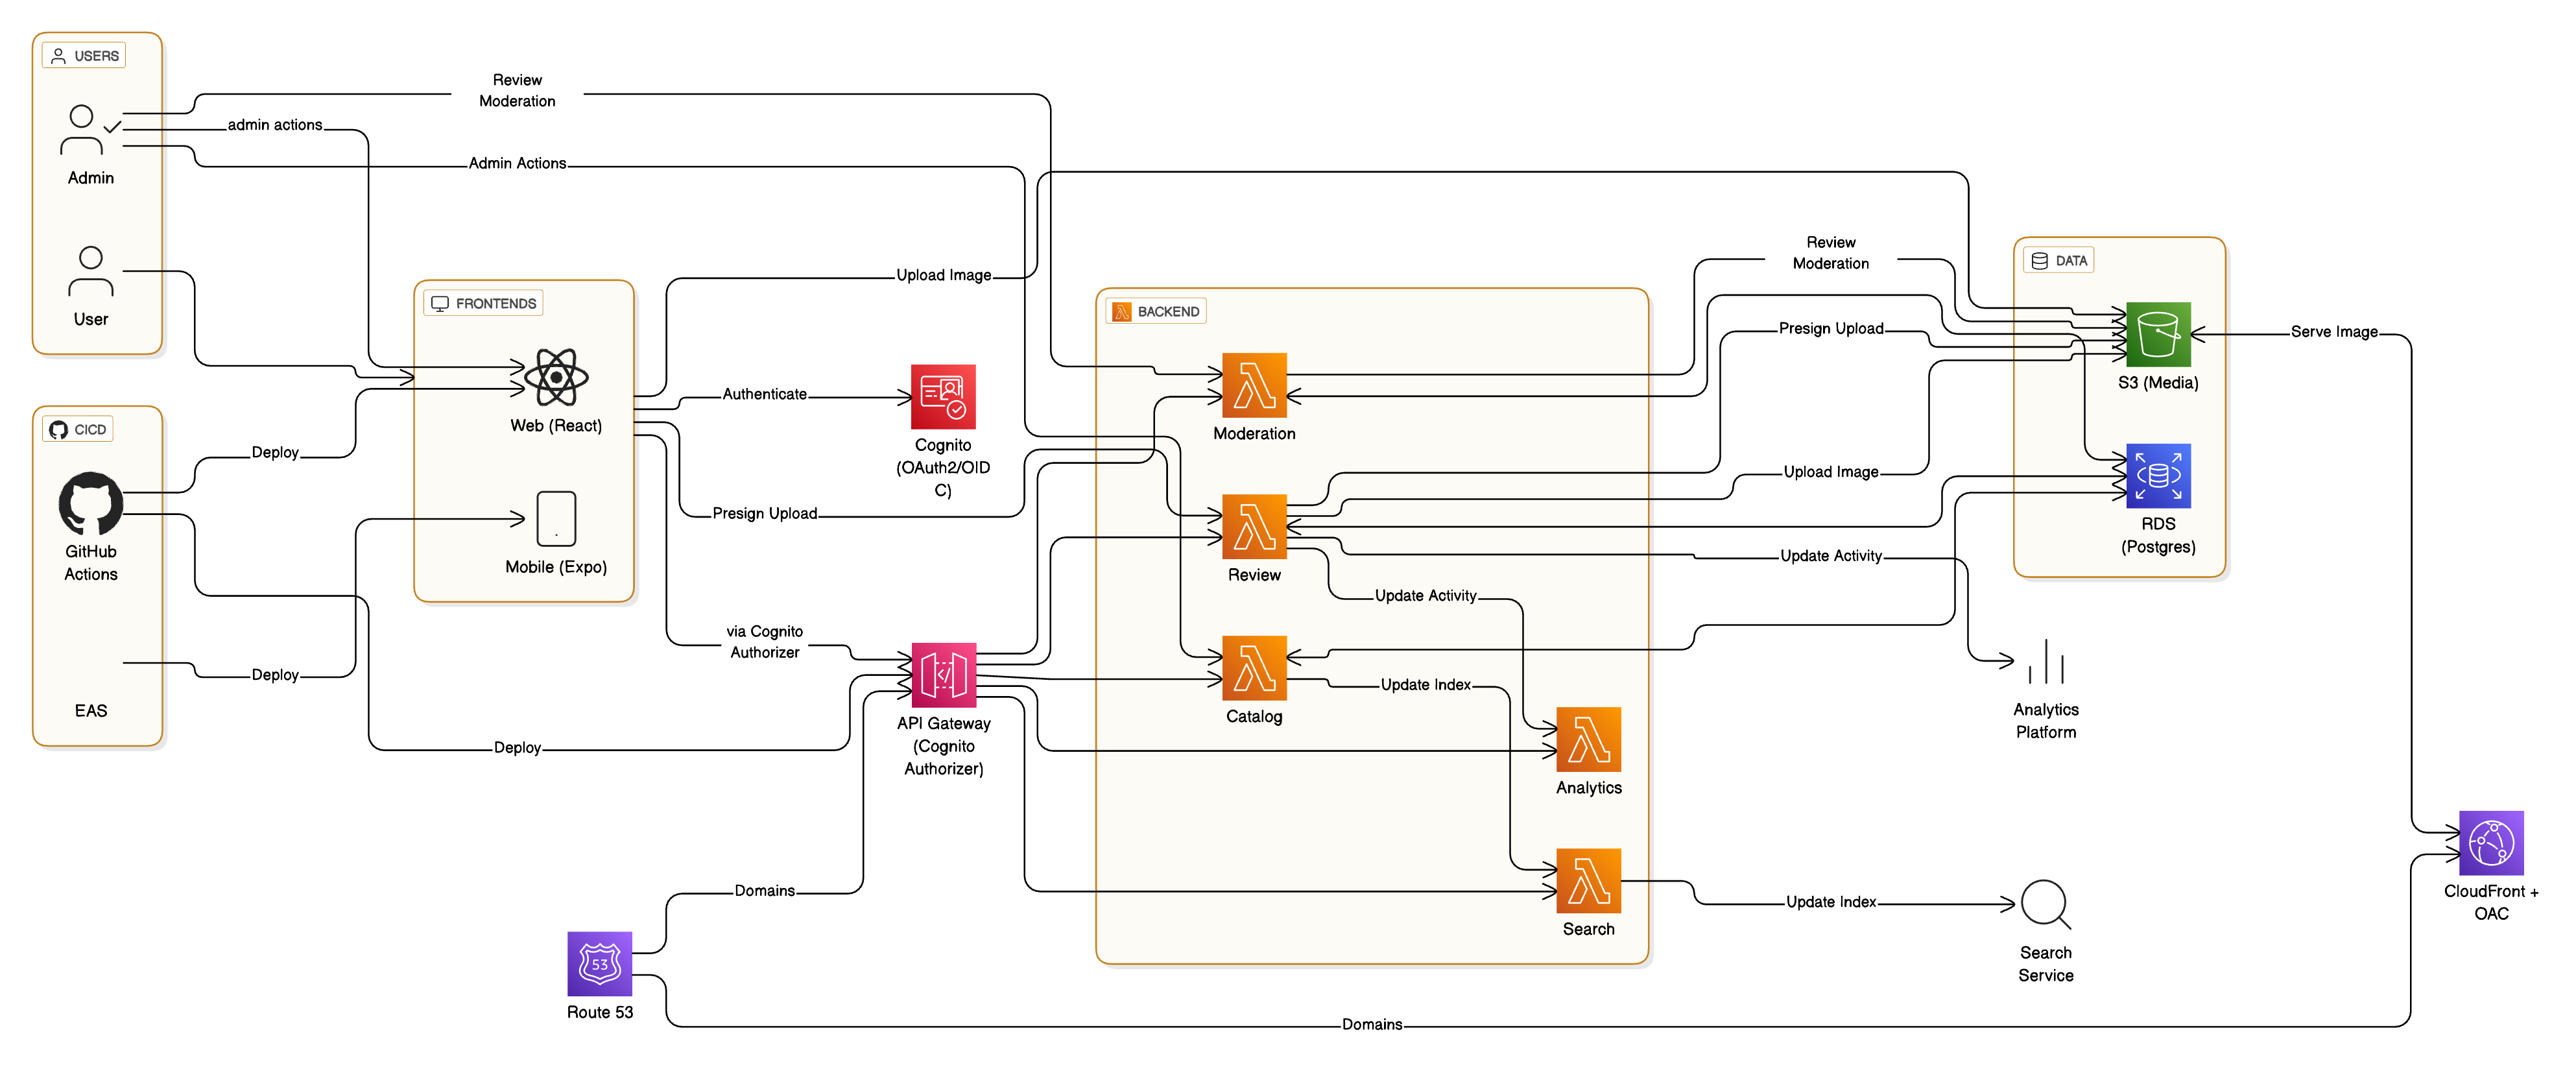 USERS
Review
Moderation
admin actions
Admin Actions
Admin
User
CICD
GitHub
Actions
EAS
Deploy
Deploy
Deploy
FRONTENDS
Web (React)
Mobile (Expo)
Upload Image
Authenticate
Presign Upload
via Cognito
Authorizer
Cognito
(OAuth2/OID
C)
API Gateway
(Cognito
Authorizer)
Domains
53
Route 53
Domains
BACKEND
Moderation
Review
Catalog
Update Activity
Update Index
Analytics
Search
Review
Moderation
Presign Upload
Upload Image
Update Activity
Update Index
DATA
S3 (Media)
RDS
(Postgres)
Analytics
Platform
Search
Service
Serve Image
CloudFront +
OAC